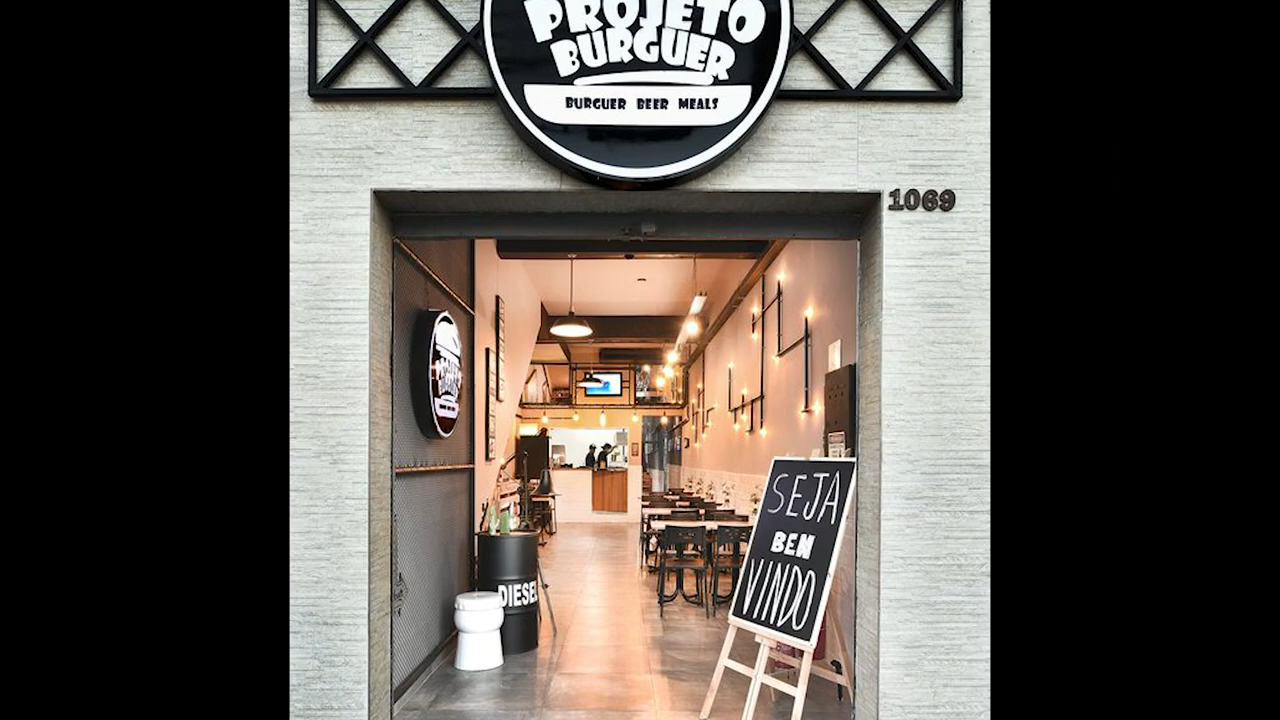 PROJETO
BURGUER
BURGUER BEER MEALS
1069
SEJA
BEN
VINDO
DIESEL